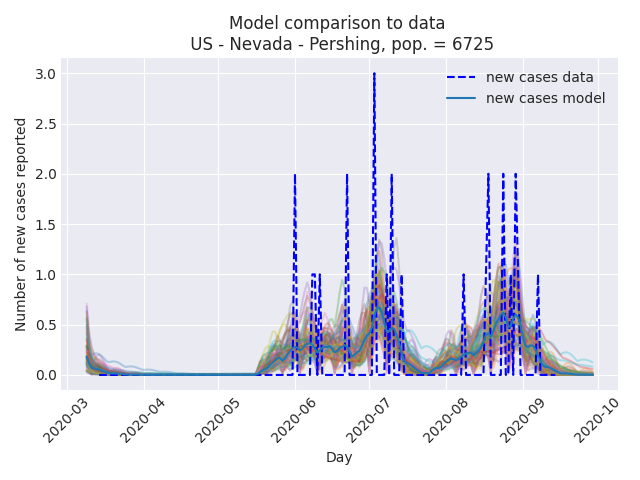 Model comparison to data
US - Nevada - Pershing, pop. = 6725
new cases data
new cases model
Number of new cases reported
3.0
2.5
2.0
1.5
1.0
0.5
0.0
2020-03
2020-04
2020-05
2020-06
2020-07
2020-08
2020-09
2020-10
Day